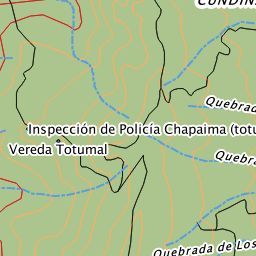 CUNDIN
Quebrada
Inspección de Policía Chapaima (totu
Vereda Totumal
Quebra
Quebrada de Los